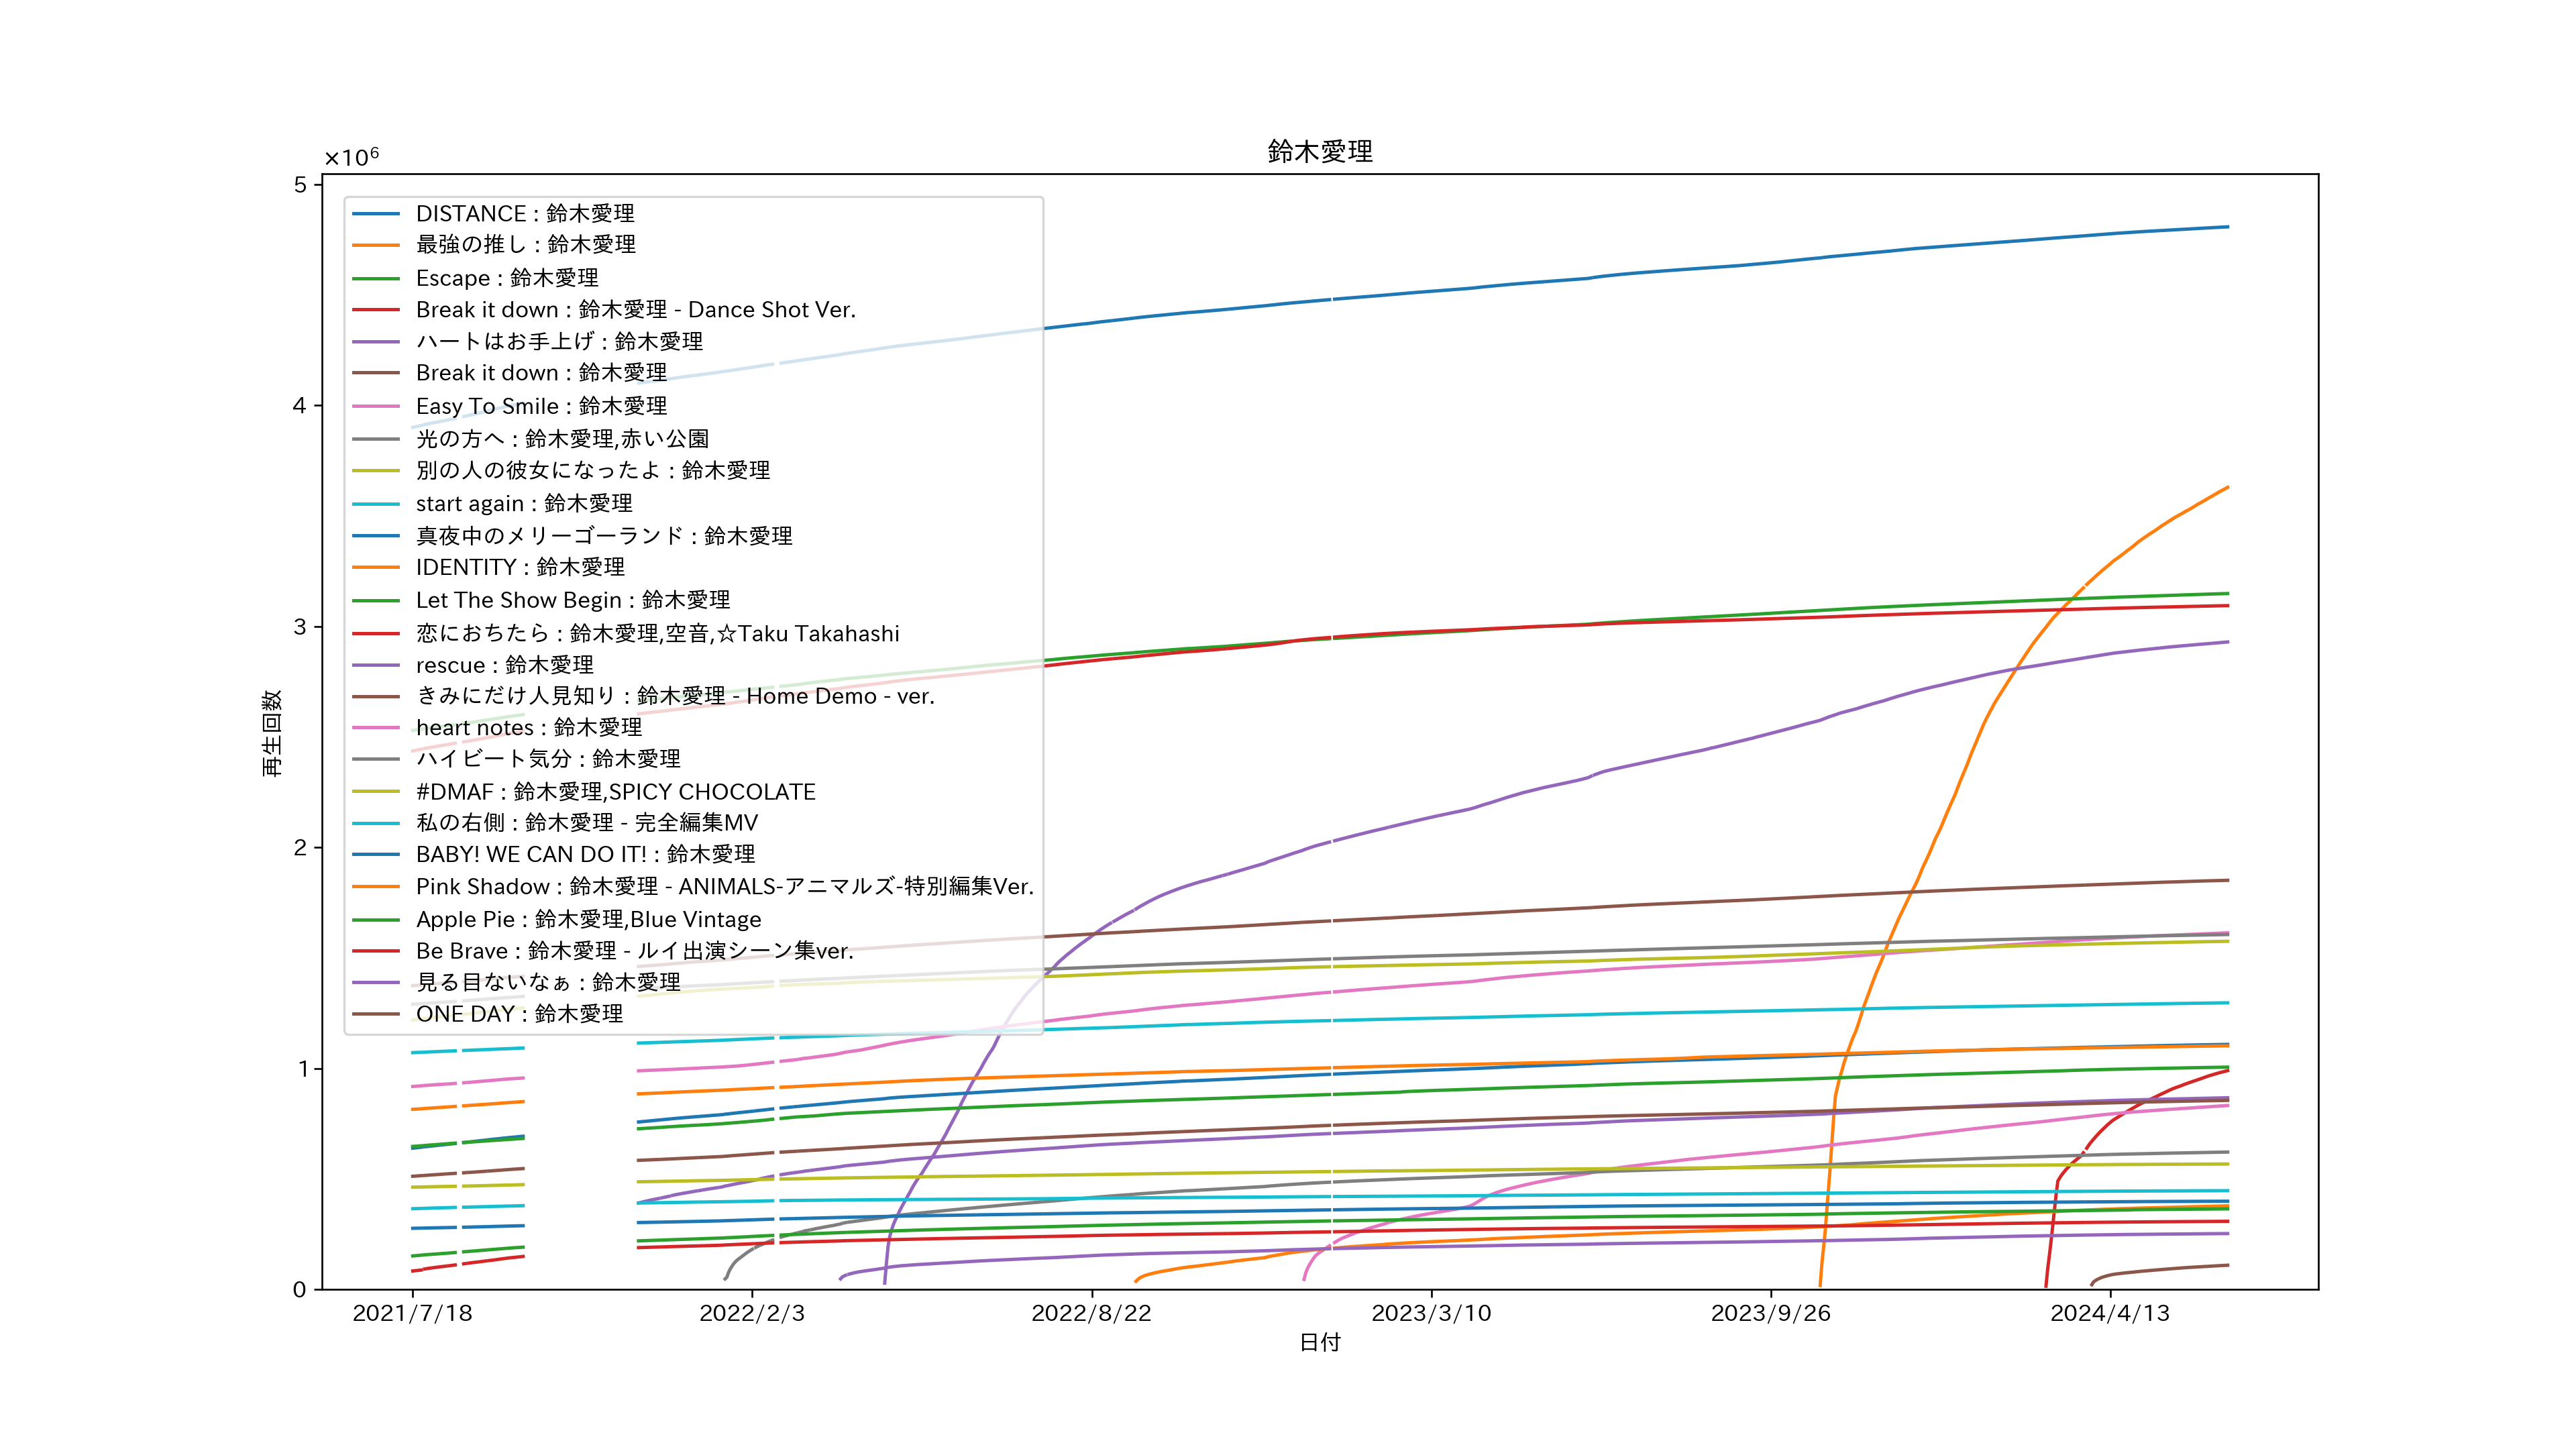 鈴木愛理
×10⁶
5
4
3
2
1
0
再生回数
DISTANCE : 鈴木愛理
最強の推し : 鈴木愛理
Escape : 鈴木愛理
Break it down : 鈴木愛理 - Dance Shot Ver.
ハートはお手上げ : 鈴木愛理
Break it down : 鈴木愛理
Easy To Smile : 鈴木愛理
光の方へ : 鈴木愛理,赤い公園
別の人の彼女になったよ : 鈴木愛理
start again : 鈴木愛理
真夜中のメリーゴーランド : 鈴木愛理
IDENTITY : 鈴木愛理
Let The Show Begin : 鈴木愛理
恋におちたら : 鈴木愛理,空音,☆Taku Takahashi
rescue : 鈴木愛理
きみにだけ人見知り : 鈴木愛理 - Home Demo - ver.
heart notes : 鈴木愛理
ハイビート気分 : 鈴木愛理
#DMAF : 鈴木愛理,SPICY CHOCOLATE
私の右側 : 鈴木愛理 - 完全編集MV
BABY! WE CAN DO IT! : 鈴木愛理
Pink Shadow : 鈴木愛理 - ANIMALS-アニマルズ-特別編集Ver.
Apple Pie : 鈴木愛理,Blue Vintage
Be Brave : 鈴木愛理 - ルイ出演シーン集ver.
見る目ないなぁ : 鈴木愛理
ONE DAY : 鈴木愛理
2021/7/18
2022/2/3
2022/8/22
2023/3/10
2023/9/26
2024/4/13
日付